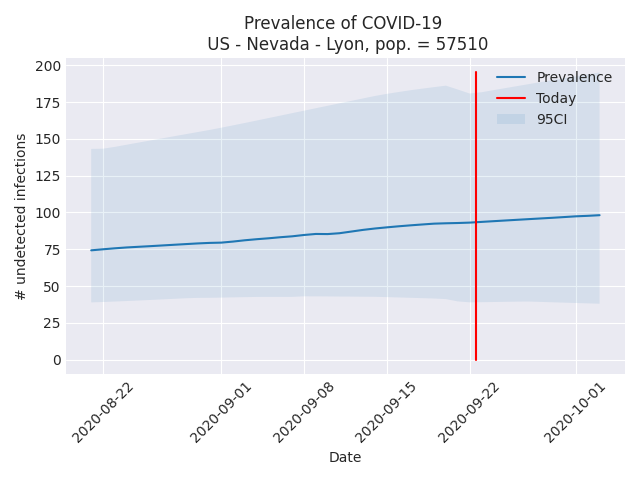 Prevalence of COVID-19
US - Nevada - Lyon, pop. = 57510
200
175
150
125
100
75
50
25
0
# undetected infections
Prevalence
Today
95CI
2020-08-22
2020-09-01
2020-09-08
2020-09-15
2020-09-22
2020-10-01
Date